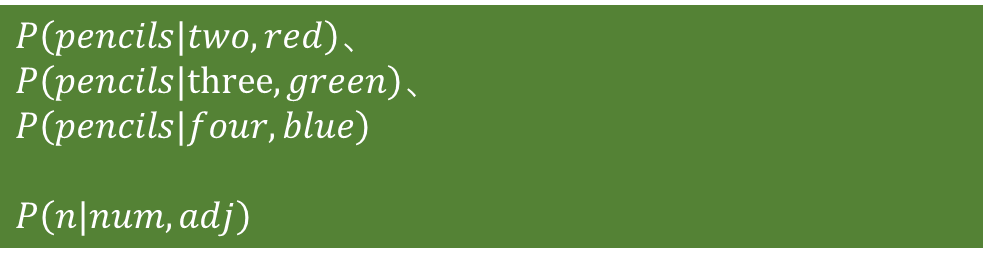 P(pencils|two, red)、
P(pencils|three, green)、
P(pencils|four, blue)
P(n|num, adj)